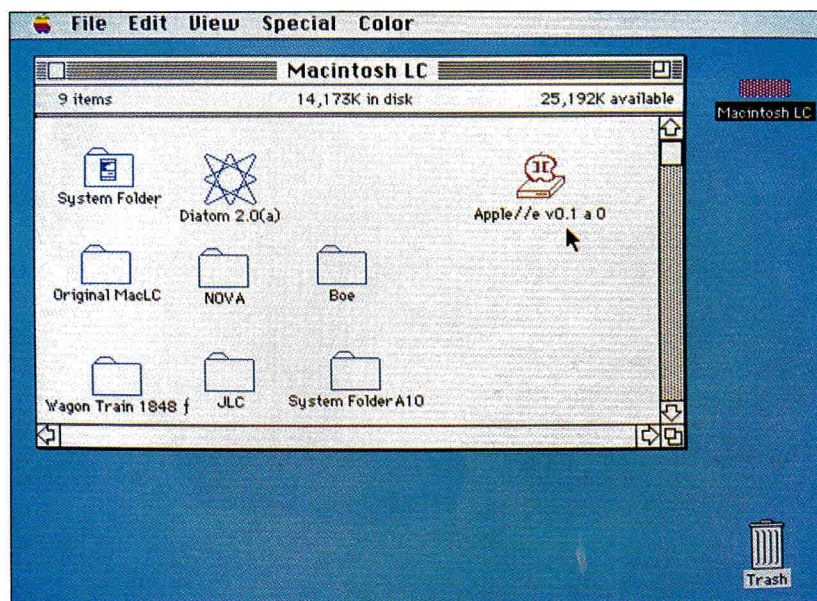 File Edit View Special Color
Macintosh LC
9 items 14,173K in disk 25,192K available
Macintosh LC
System Folder
Diatom 2.0(a)
Apple//e v0.1 a 0
Original MacLC
NOVA
Boe
Wagon Train 1848 ƒ
JLC
System Folder A10
Trash